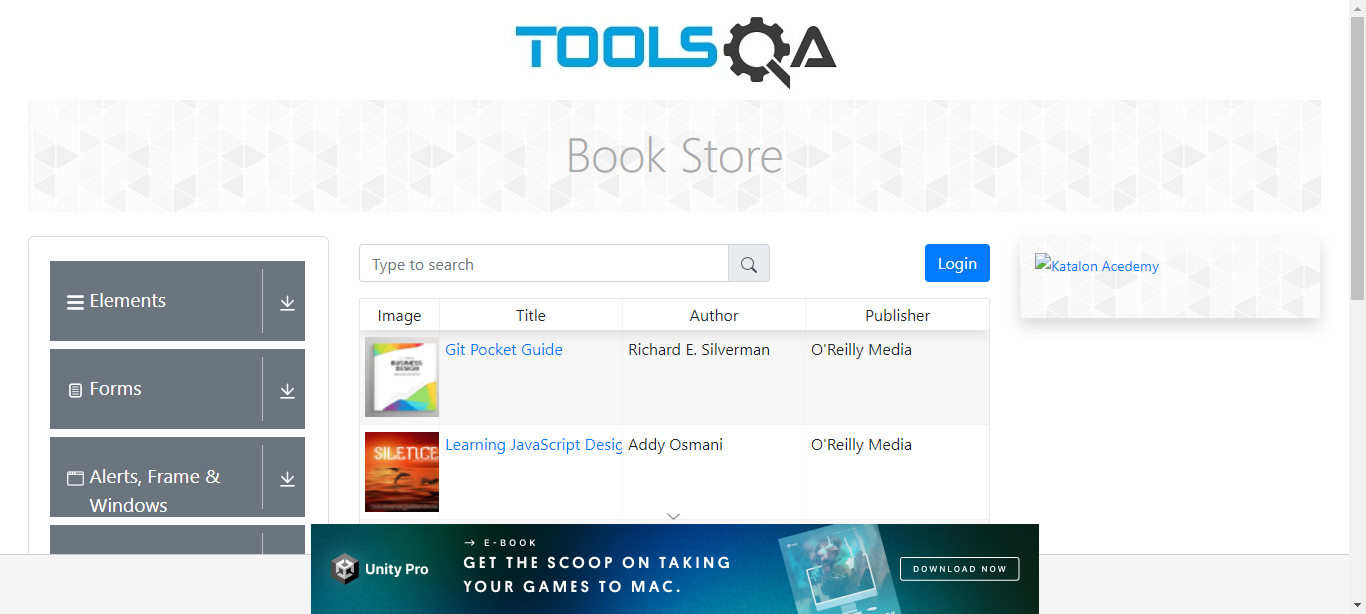 TOOLSQA
Book Store
Elements
Forms
Alerts, Frame &
Windows
Type to search
Login
Image Title Author Publisher
BUSINESS
DESIGN
Git Pocket Guide Richard E. Silverman O'Reilly Media
SILENCE
Learning JavaScript Desig Addy Osmani O'Reilly Media
Katalon Acedemy
Unity Pro
→ E-BOOK
GET THE SCOOP ON TAKING
YOUR GAMES TO MAC.
DOWNLOAD NOW